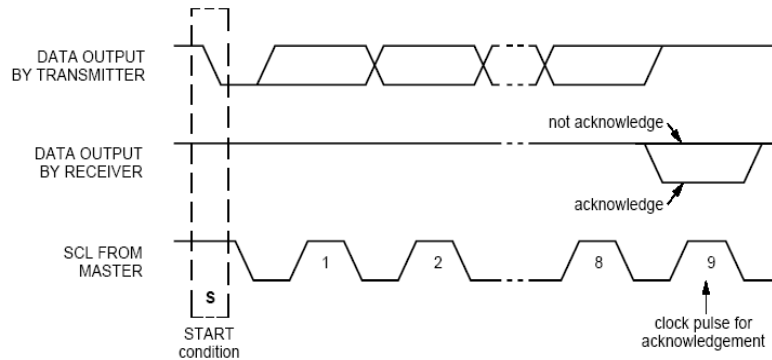 DATA OUTPUT
BY TRANSMITTER
not acknowledge
DATA OUTPUT
BY RECEIVER
acknowledge
SCL FROM
MASTER
1
2
8
9
S
START
condition
clock pulse for
acknowledgement